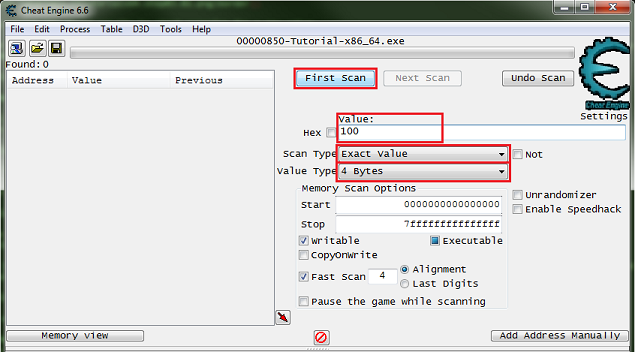 Cheat Engine 6.6
File Edit Process Table D3D Tools Help
00000850-Tutorial-x86_64.exe
Found: 0
Address Value Previous
First Scan Next Scan Undo Scan
Cheat Engine
Settings
Value:
Hex 100
Scan Type Exact Value Not
Value Type 4 Bytes
Memory Scan Options
Unrandomizer
Start 0000000000000000
Enable Speedhack
Stop 7fffffffffffffff
Writable Executable
CopyOnWrite
Fast Scan 4 Alignment
Last Digits
Pause the game while scanning
Memory view Add Address Manually